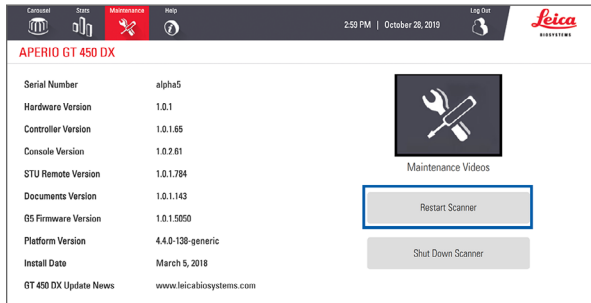 Carousel Stats Maintenance Help 2:59 PM | October 28, 2019 Log Out
Leica
BIOSYSTEMS
APERIO GT 450 DX
Serial Number alpha5
Hardware Version 1.0.1
Controller Version 1.0.1.65
Console Version 1.0.2.61
STU Remote Version 1.0.1.784
Documents Version 1.0.1.143
G5 Firmware Version 1.0.1.5050
Platform Version 4.4.0-138-generic
Install Date March 5, 2018
GT 450 DX Update News www.leicabiosystems.com
Maintenance Videos
Restart Scanner
Shut Down Scanner